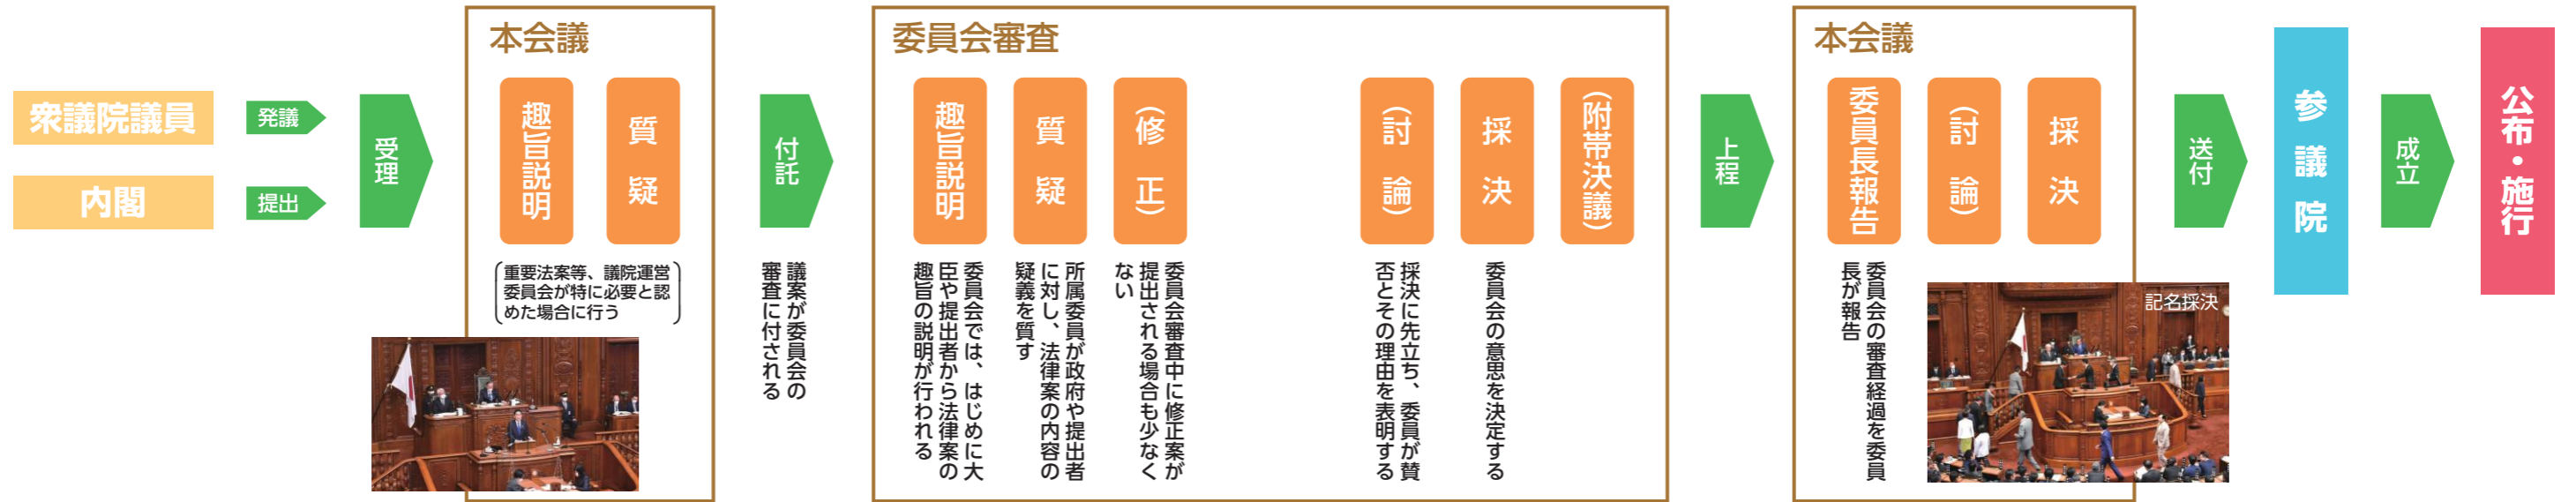 衆議院議員
発議
内閣
提出
受理
本会議
趣旨説明
質疑
重要法案等、議院運営
委員会が特に必要と認
めた場合に行う
付託
議案が委員会の
審査に付される
委員会審査
趣旨説明
委員会では、はじめに大
臣や提出者から法律案の
趣旨の説明が行われる
質疑
所属委員が政府や提出者
に対し、法律案の内容の
疑義を質す
(修正)
委員会審査中に修正案が
提出される場合も少なく
ない
(討論)
採決に先立ち、委員が賛
否とその理由を表明する
採決
委員会の意思を決定する
(附帯決議)
上程
本会議
委員長報告
委員会の審査経過を委員
長が報告
(討論)
採決
記名採決
送付
参議院
成立
公布・施行